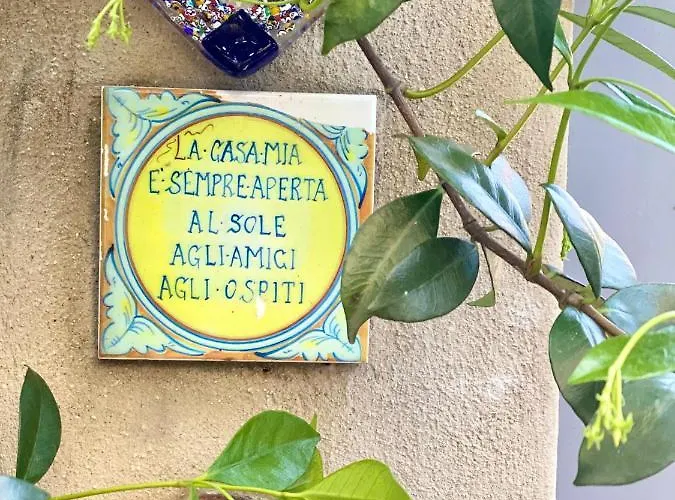 LA·CASA·MIA
E'·SEMPRE·APERTA
AL·SOLE
AGLI·AMICI
AGLI·OSPITI